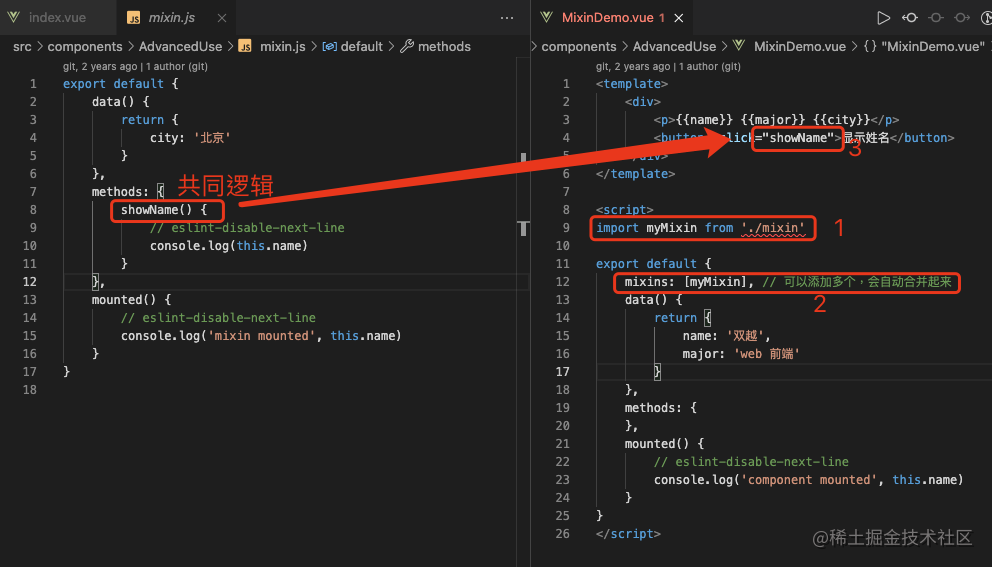 index.vue
JS mixin.js ×
···
src > components > AdvancedUse > JS mixin.js > default > methods
git, 2 years ago | 1 author (git)
1 export default {
2 data() {
3 return {
4 city: '北京'
5 }
6 },
7 methods: {
共同逻辑
8 showName() {
9 // eslint-disable-next-line
10 console.log(this.name)
11 }
12 },
13 mounted() {
14 // eslint-disable-next-line
15 console.log('mixin mounted', this.name)
16 }
17 }
18
MixinDemo.vue 1 ×
> components > AdvancedUse > MixinDemo.vue > {} "MixinDemo.vue"
git, 2 years ago | 1 author (git)
1 <template>
2 <div>
3 <p>{{name}} {{major}} {{city}}</p>
4 <button click="showName">显示姓名</button>
3
5 </div>
6 </template>
7
8 <script>
9 import myMixin from './mixin'
1
10
11 export default {
12 mixins: [myMixin], // 可以添加多个，会自动合并起来
2
13 data() {
14 return {
15 name: '双越',
16 major: 'web 前端'
17 }
18 },
19 methods: {
20 },
21 mounted() {
22 // eslint-disable-next-line
23 console.log('component mounted', this.name)
24 }
25 }
26 </script>
@稀土掘金技术社区